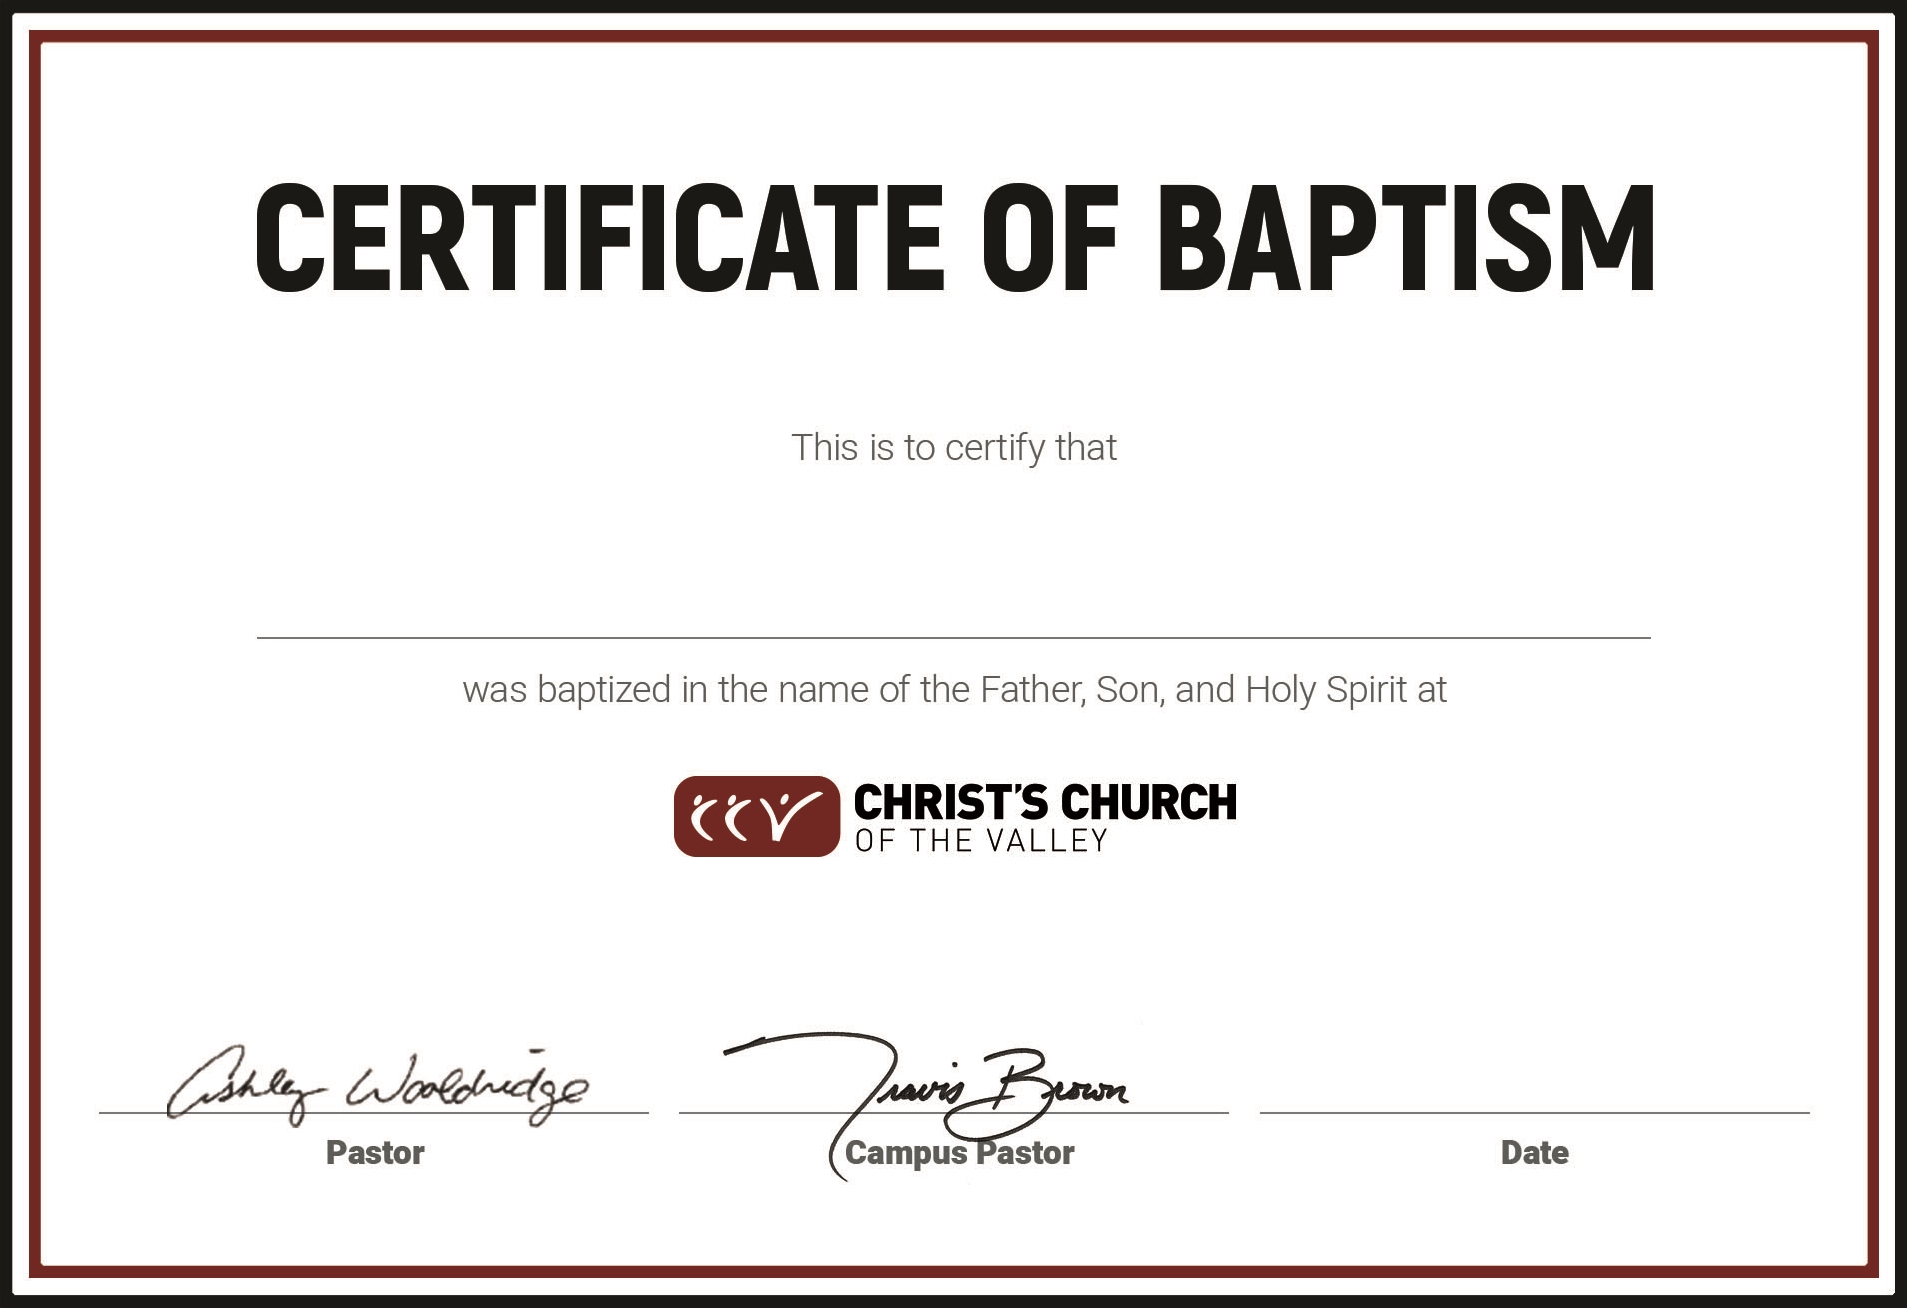 CERTIFICATE OF BAPTISM
This is to certify that
was baptized in the name of the Father, Son, and Holy Spirit at
CCV CHRIST'S CHURCH
OF THE VALLEY
Ashley Wooldridge
Travis Brown
Pastor
Campus Pastor
Date